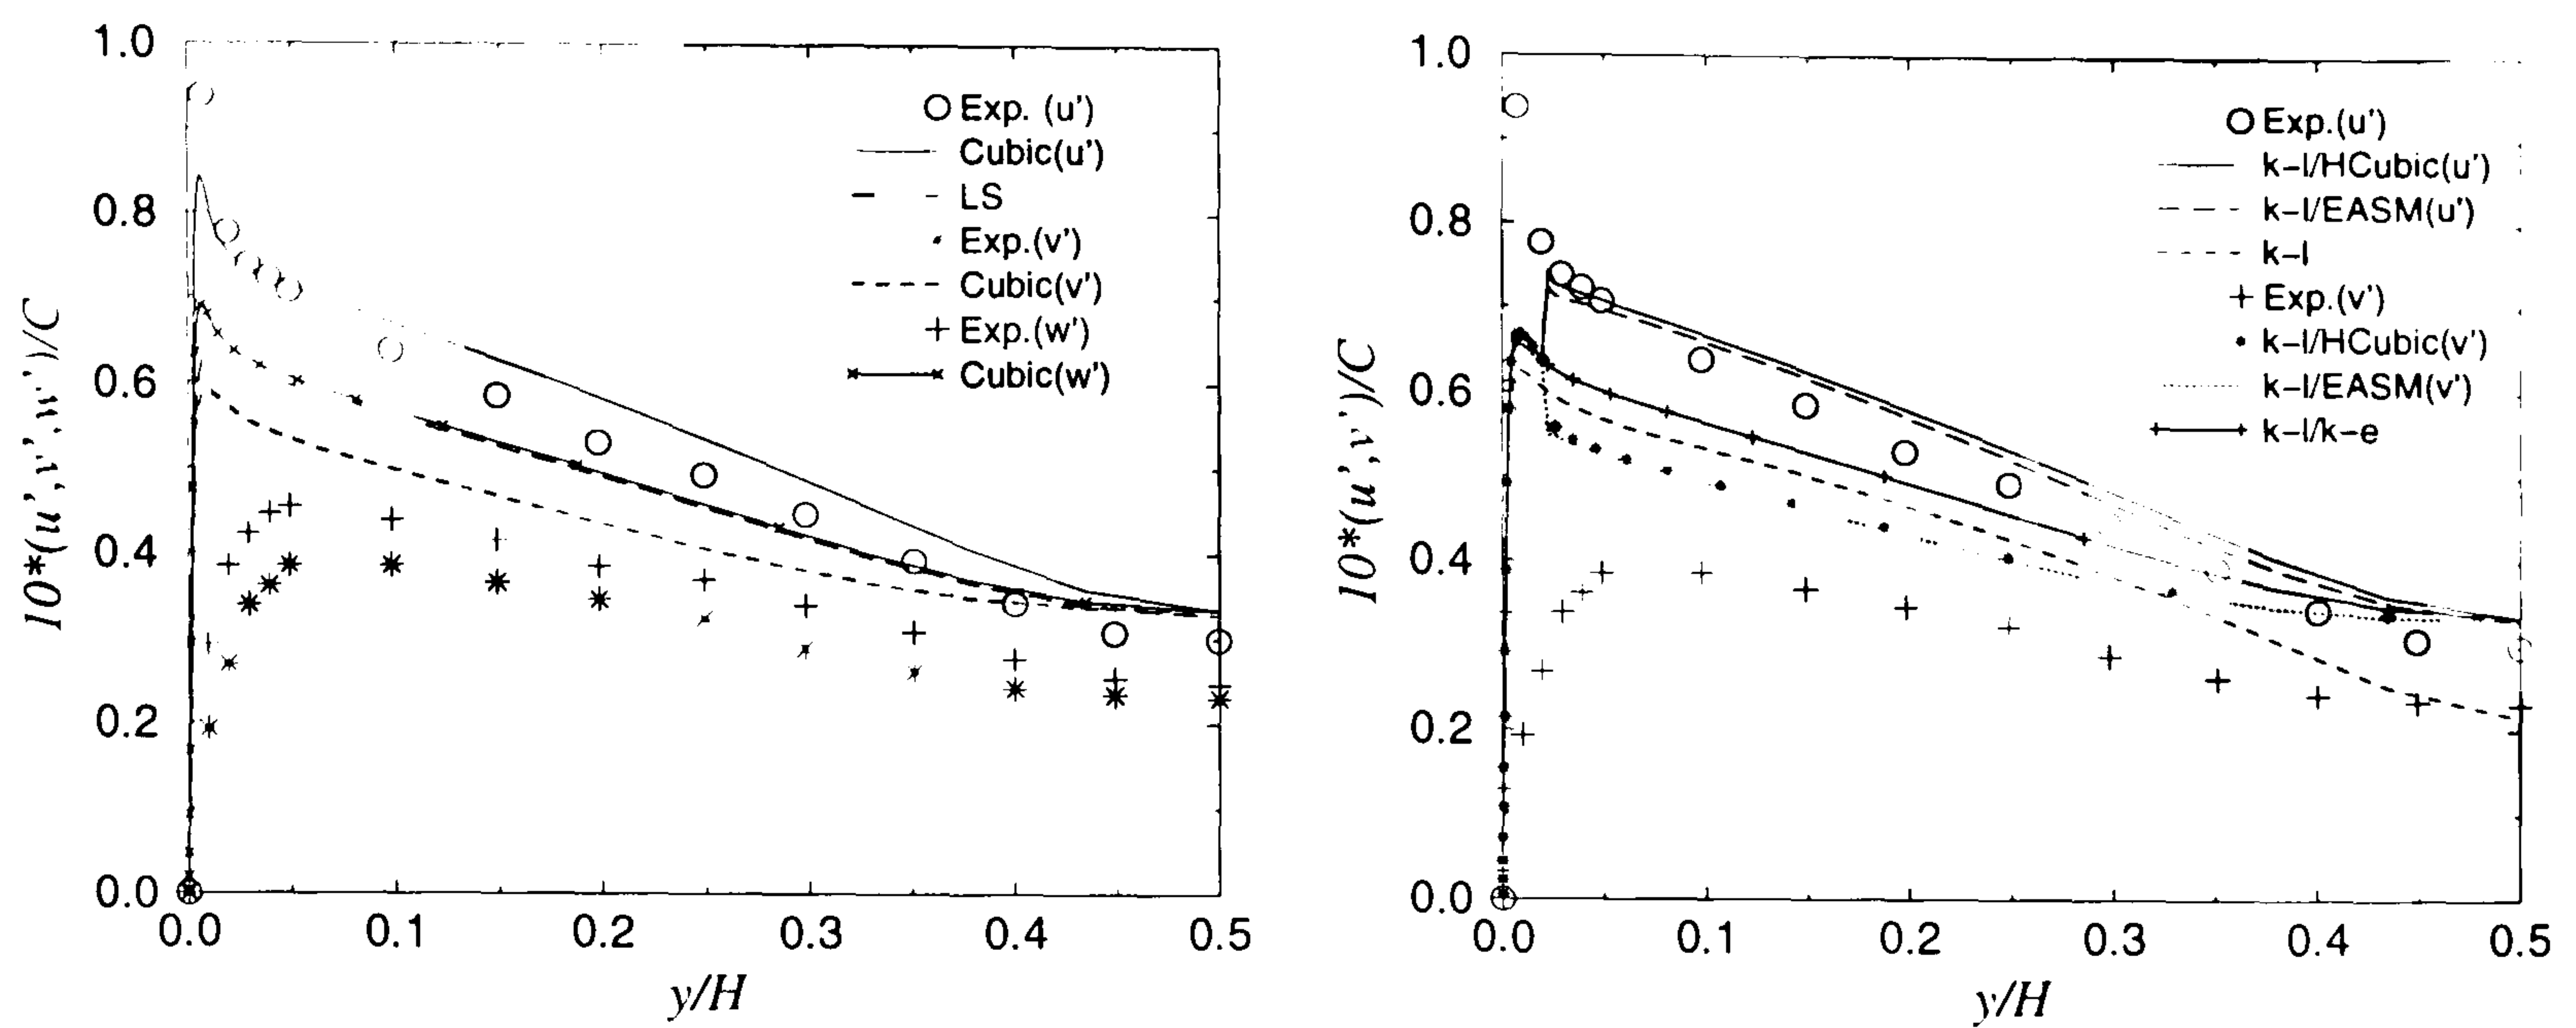 1.0
0.8
0.6
0.4
0.2
0.0
0.0 0.1 0.2 0.3 0.4 0.5
y/H
10*(u',v',w')/C
Exp. (u')
Cubic(u')
LS
Exp.(v')
Cubic(v')
Exp.(w')
Cubic(w')
1.0
0.8
0.6
0.4
0.2
0.0
0.0 0.1 0.2 0.3 0.4 0.5
y/H
10*(u',v')/C
Exp.(u')
k-l/HCubic(u')
k-l/EASM(u')
k-l
Exp.(v')
k-l/HCubic(v')
k-l/EASM(v')
k-l/k-e